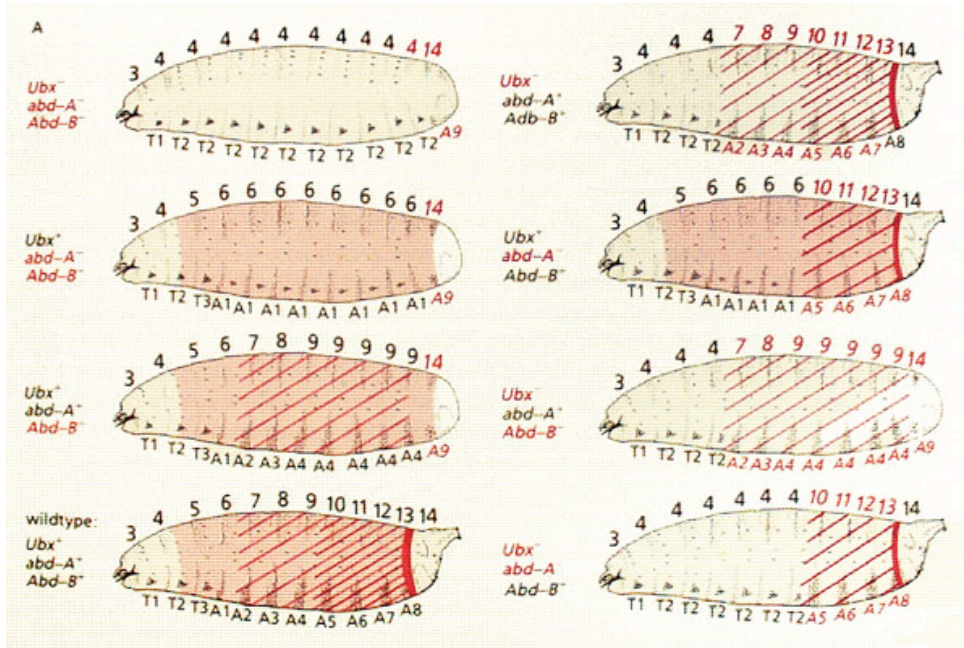 A
3 4 4 4 4 4 4 4 4 4 4 14
Ubx⁻
abd-A⁻
Abd-B⁻
T1 T2 T2 T2 T2 T2 T2 T2 T2 T2 T2 A9
3 4 4 4 7 8 9 10 11 12 13 14
Ubx⁻
abd-A⁺
Adb-B⁺
T1 T2 T2 T2 A2 A3 A4 A5 A6 A7 A8
3 4 5 6 6 6 6 6 6 6 6 14
Ubx⁺
abd-A⁻
Abd-B⁻
T1 T2 T3 A1 A1 A1 A1 A1 A1 A1 A1 A9
3 4 5 6 6 6 6 10 11 12 13 14
Ubx⁺
abd-A⁻
Abd-B⁺
T1 T2 T3 A1 A1 A1 A1 A5 A6 A7 A8
3 4 5 6 7 8 9 9 9 9 9 14
Ubx⁺
abd-A⁺
Abd-B⁻
T1 T2 T3 A1 A2 A3 A4 A4 A4 A4 A4 A9
3 4 4 4 7 8 9 9 9 9 9 14
Ubx⁻
abd-A⁺
Abd-B⁻
T1 T2 T2 T2 A2 A3 A4 A4 A4 A4 A4 A9
3 4 5 6 7 8 9 10 11 12 13 14
wildtype:
Ubx⁺
abd-A⁺
Abd-B⁺
T1 T2 T3 A1 A2 A3 A4 A5 A6 A7 A8
3 4 4 4 4 4 4 10 11 12 13 14
Ubx⁻
abd-A⁻
Abd-B⁺
T1 T2 T2 T2 T2 T2 T2 A5 A6 A7 A8